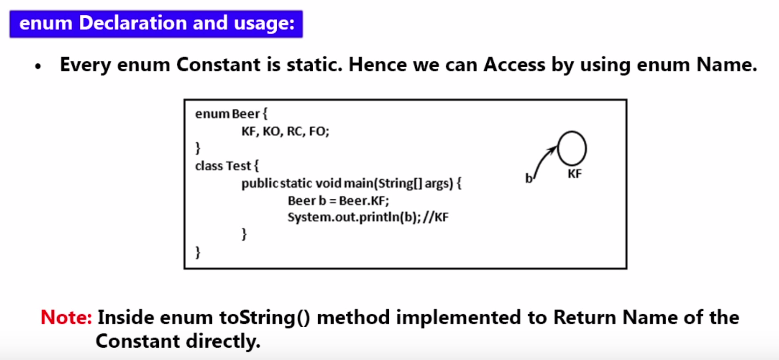 enum Declaration and usage:
• Every enum Constant is static. Hence we can Access by using enum Name.
enum Beer {
KF, KO, RC, FO;
}
class Test {
public static void main(String[] args) {
Beer b = Beer.KF;
System.out.println(b); //KF
}
}
b
KF
Note: Inside enum toString() method implemented to Return Name of the
Constant directly.